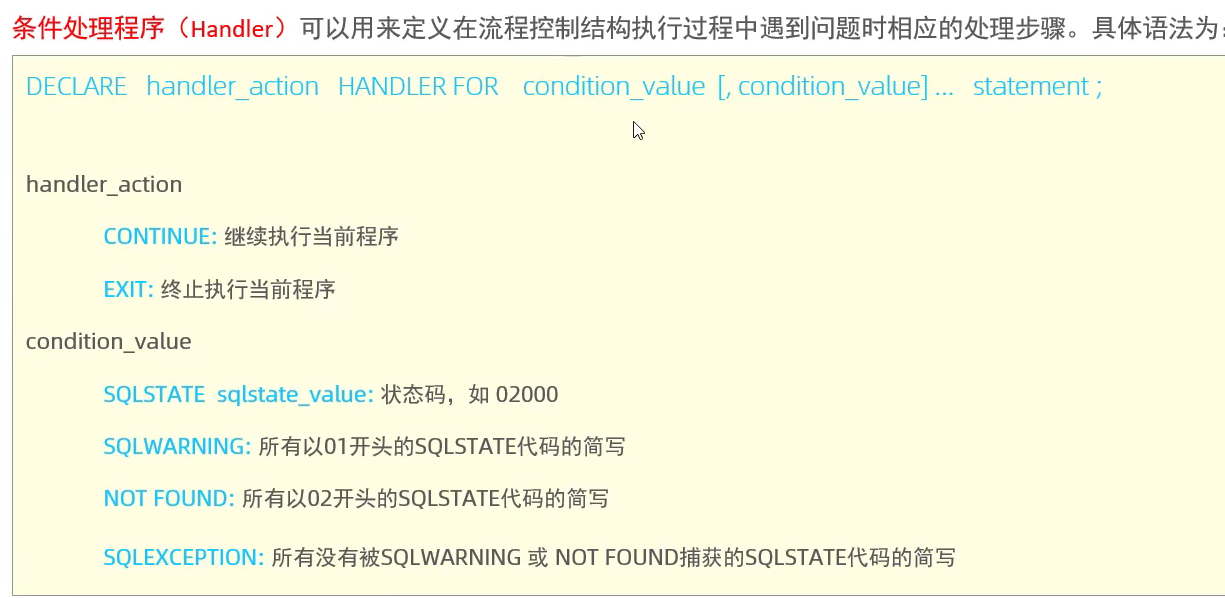 条件处理程序（Handler）可以用来定义在流程控制结构执行过程中遇到问题时相应的处理步骤。具体语法为：
DECLARE handler_action HANDLER FOR condition_value [, condition_value] ... statement ;
handler_action
CONTINUE: 继续执行当前程序
EXIT: 终止执行当前程序
condition_value
SQLSTATE sqlstate_value: 状态码，如 02000
SQLWARNING: 所有以01开头的SQLSTATE代码的简写
NOT FOUND: 所有以02开头的SQLSTATE代码的简写
SQLEXCEPTION: 所有没有被SQLWARNING 或 NOT FOUND捕获的SQLSTATE代码的简写